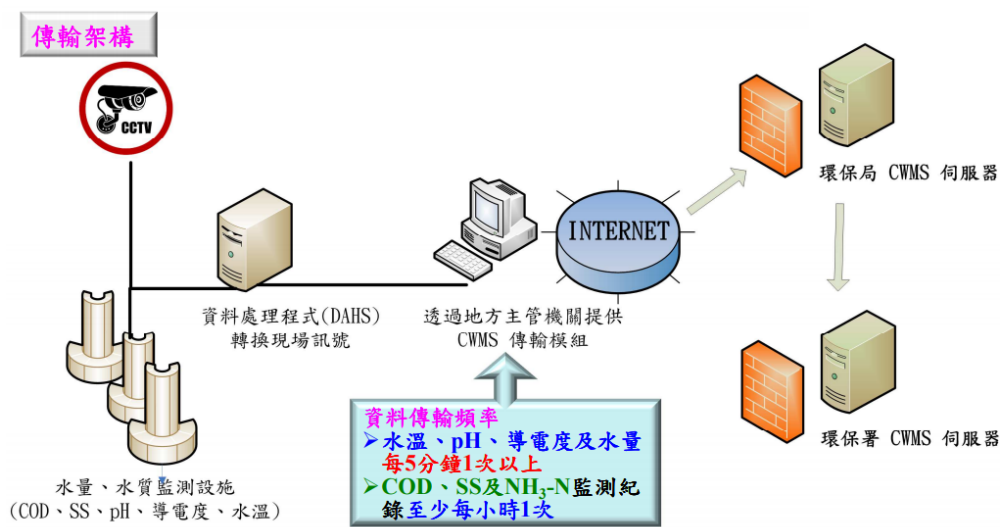 傳輸架構
CCTV
環保局 CWMS 伺服器
INTERNET
資料處理程式(DAHS)
轉換現場訊號
透過地方主管機關提供
CWMS 傳輸模組
資料傳輸頻率
➢水溫、pH、導電度及水量
每5分鐘1次以上
➢COD、SS及NH₃-N監測紀
錄至少每小時1次
環保署 CWMS 伺服器
水量、水質監測設施
(COD、SS、pH、導電度、水溫)